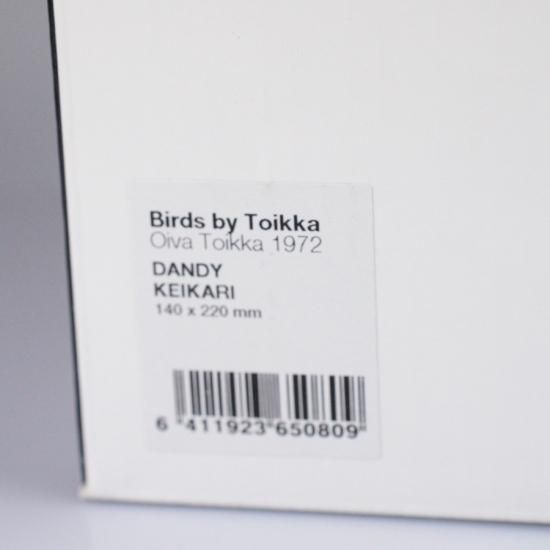 Birds by Toikka
Oiva Toikka 1972
DANDY
KEIKARI
140 x 220 mm
6 411923 650809